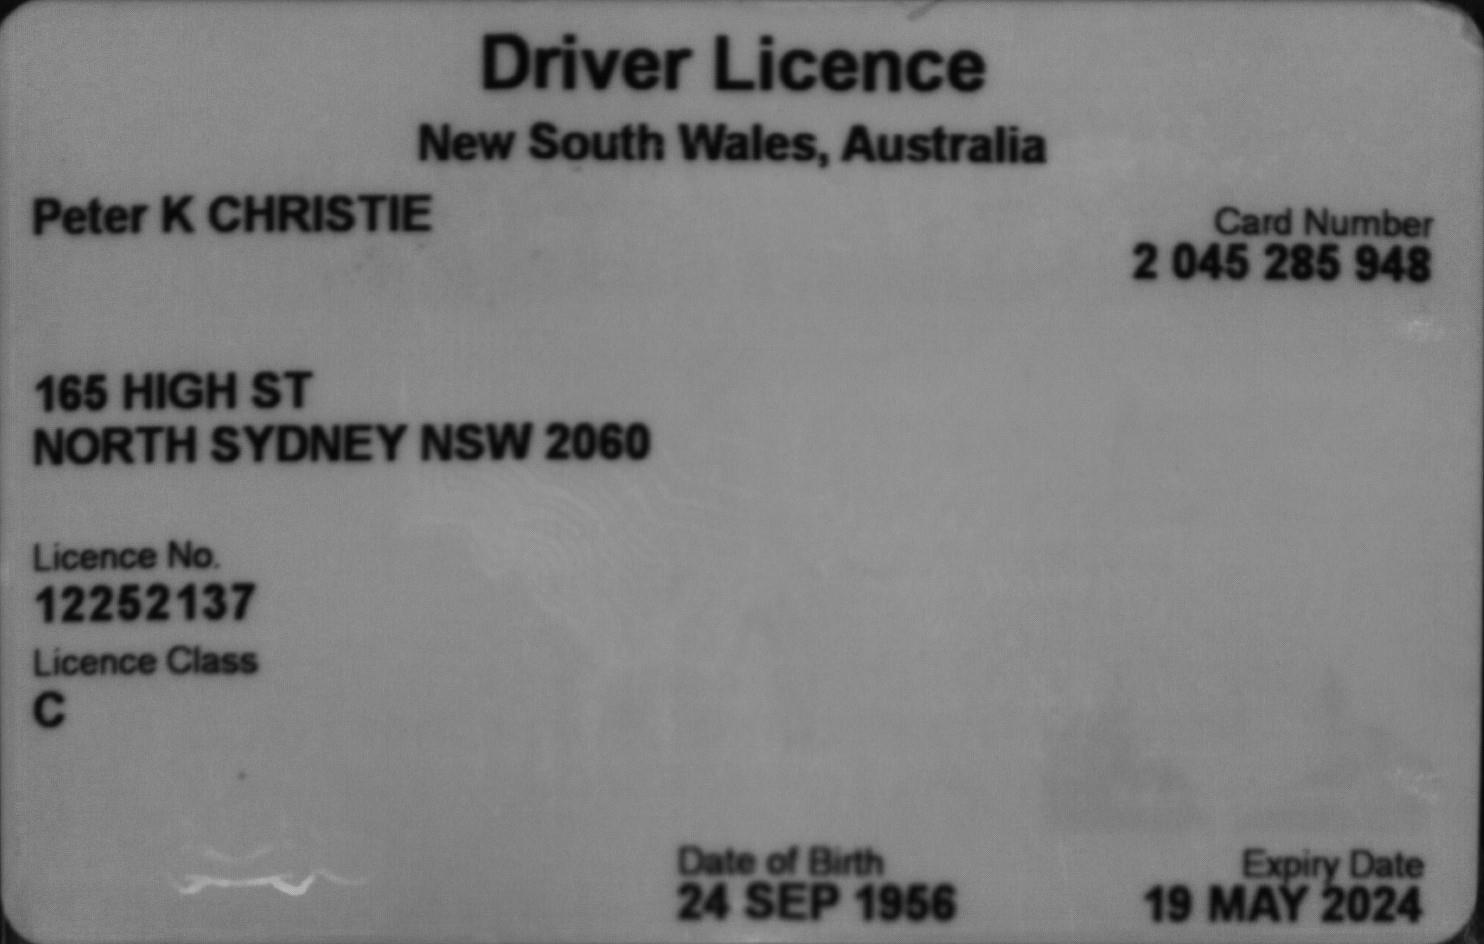 Driver Licence
New South Wales, Australia
Peter K CHRISTIE
Card Number
2 045 285 948
165 HIGH ST
NORTH SYDNEY NSW 2060
Licence No.
12252137
Licence Class
C
Date of Birth
24 SEP 1956
Expiry Date
19 MAY 2024